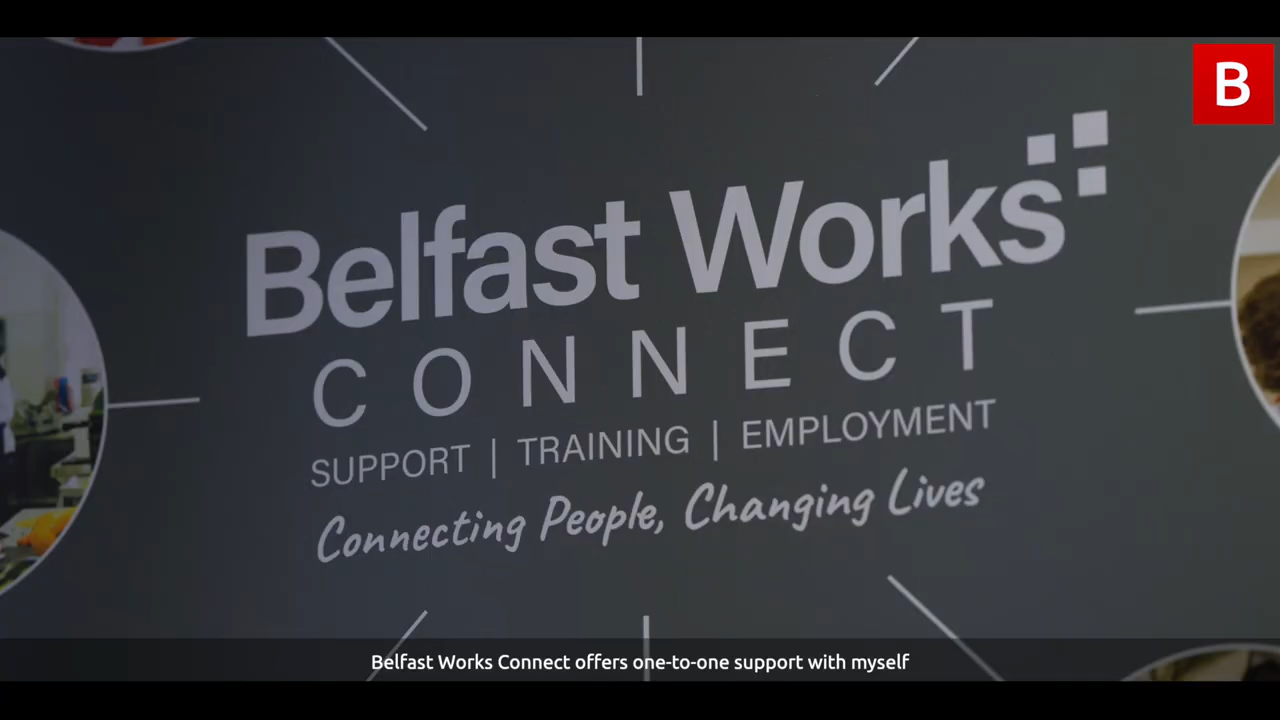 B
Belfast Works
CONNECT
SUPPORT | TRAINING | EMPLOYMENT
Connecting People, Changing Lives
Belfast Works Connect offers one-to-one support with myself